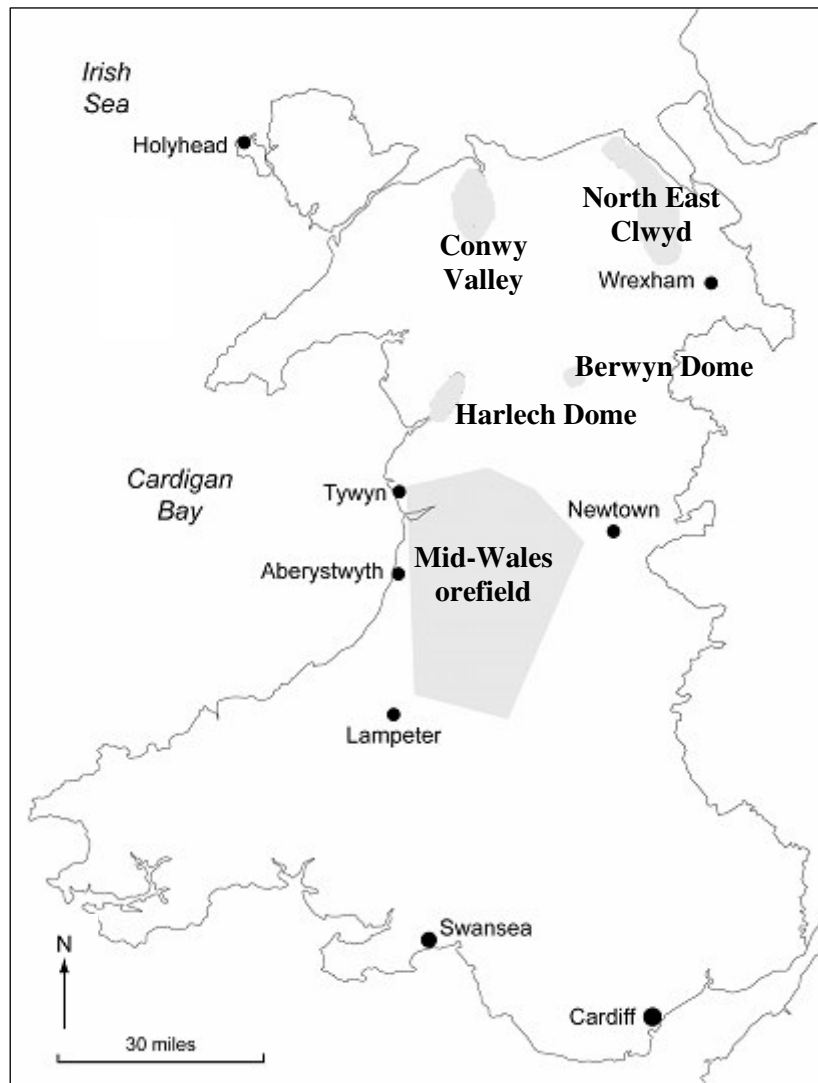 Irish
Sea
Holyhead
North East
Clwyd
Conwy
Valley
Wrexham
Berwyn Dome
Harlech Dome
Cardigan
Bay
Tywyn
Newtown
Mid-Wales
orefield
Aberystwyth
Lampeter
Swansea
N
Cardiff
30 miles